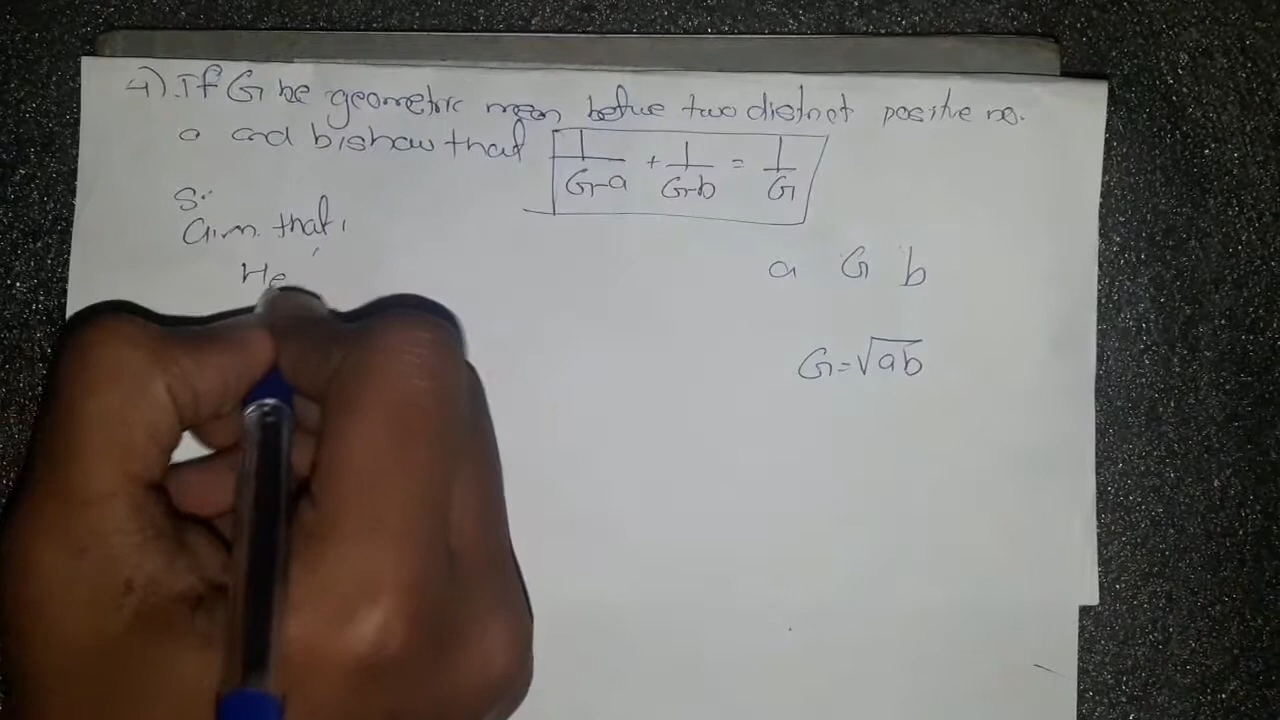 4) If G be geometric mean before two distinct positive no.
a and b, show that 1/(G-a) + 1/(G-b) = 1/G
S:
Given that,
He
a G b
G=√ab